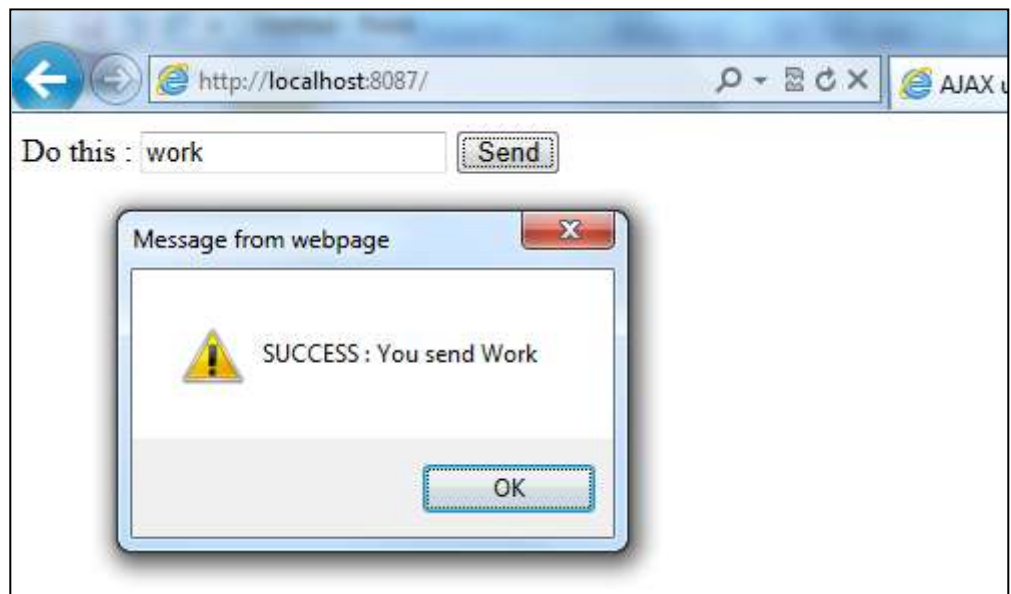 http://localhost:8087/
AJAX
Do this : work Send
Message from webpage
SUCCESS : You send Work
OK